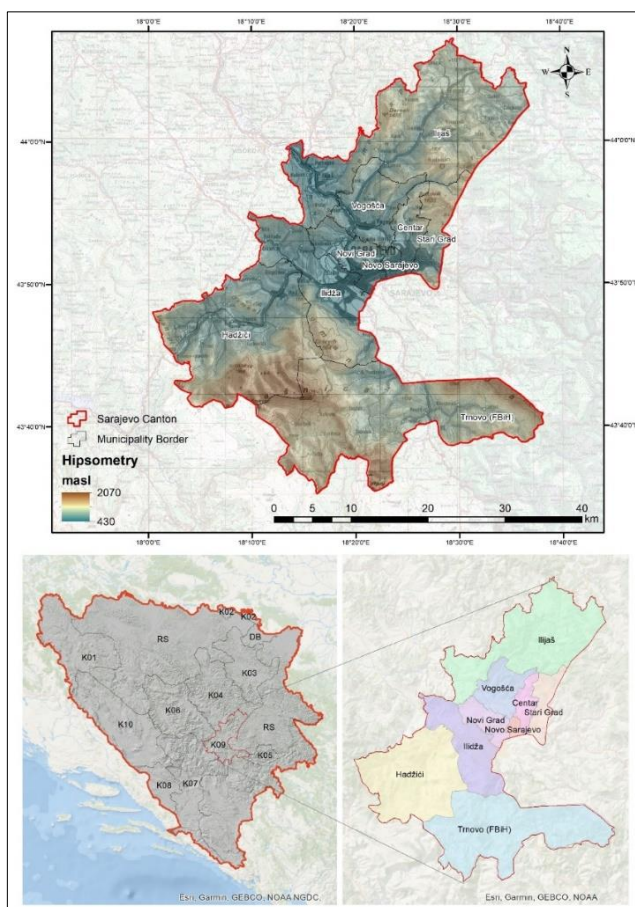 18°0'0"E
18°10'0"E
18°20'0"E
18°30'0"E
18°40'0"E
N
W E
S
44°0'0"N
44°0'0"N
43°50'0"N
43°50'0"N
43°40'0"N
43°40'0"N
Ilijaš
Vogošća
Centar
Stari Grad
Novi Grad
Novo Sarajevo
Ilidža
Hadžići
Trnovo (FBiH)
Sarajevo Canton
Municipality Border
Hipsometry
masl
2070
430
0 5 10 20 30 40
km
18°0'0"E
18°10'0"E
18°20'0"E
18°30'0"E
18°40'0"E
K02
K02
RS
DB
K01
K03
K04
K06
K10
RS
K09
K05
K08
K07
Esri, Garmin, GEBCO, NOAA NGDC,
Ilijaš
Vogošća
Centar
Stari Grad
Novi Grad
Novo Sarajevo
Ilidža
Hadžići
Trnovo (FBiH)
Esri, Garmin, GEBCO, NOAA